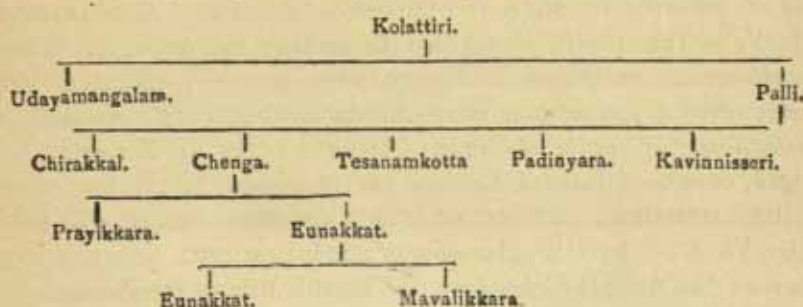 Kolattiri.
Udayamangalam. Palli.
Chirakkal. Chenga. Tesanamkotta Padinyara. Kavinnisseri.
Prayikkara. Eunakkat.
Eunakkat. Mavalikkara